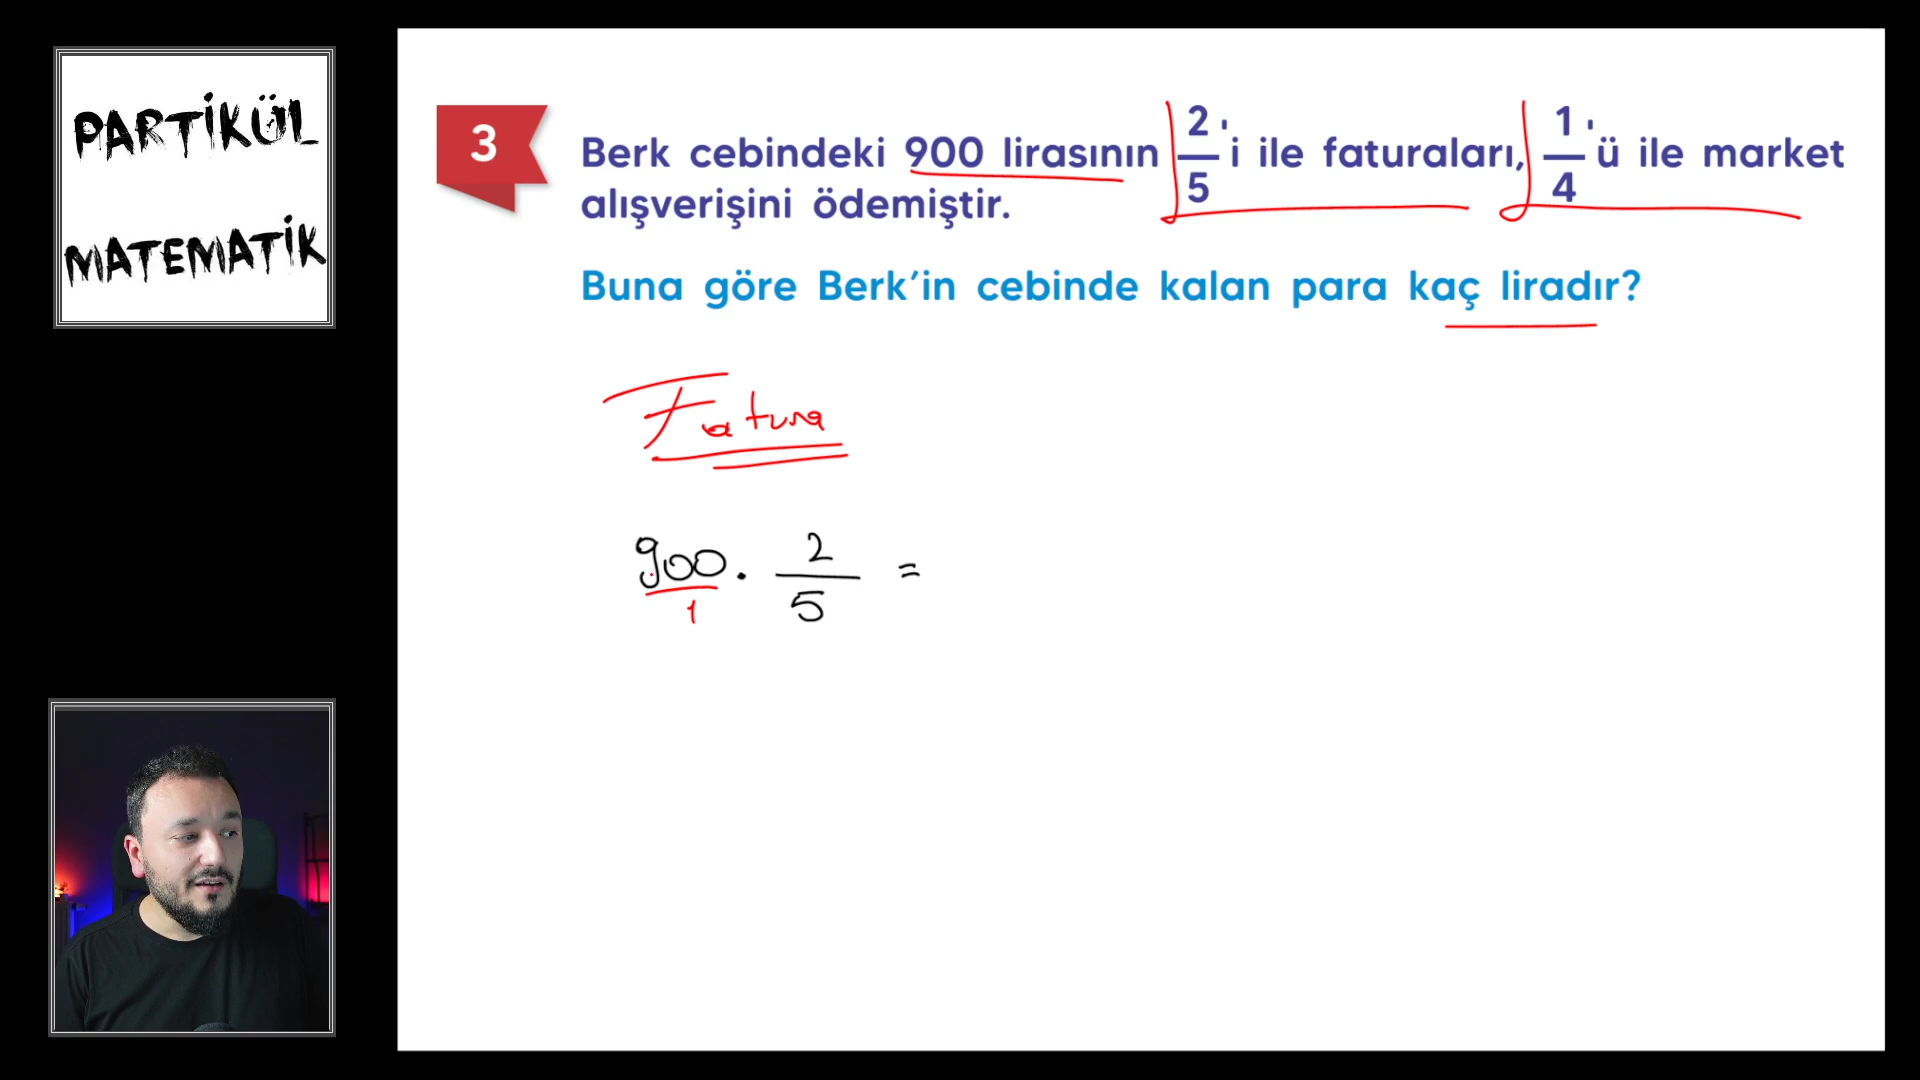 PARTİKÜL
MATEMATİK
3
Berk cebindeki 900 lirasının 2/5'i ile faturaları, 1/4'ü ile market
alışverişini ödemiştir.
Buna göre Berk'in cebinde kalan para kaç liradır?
Fatura
900/1 . 2/5 =